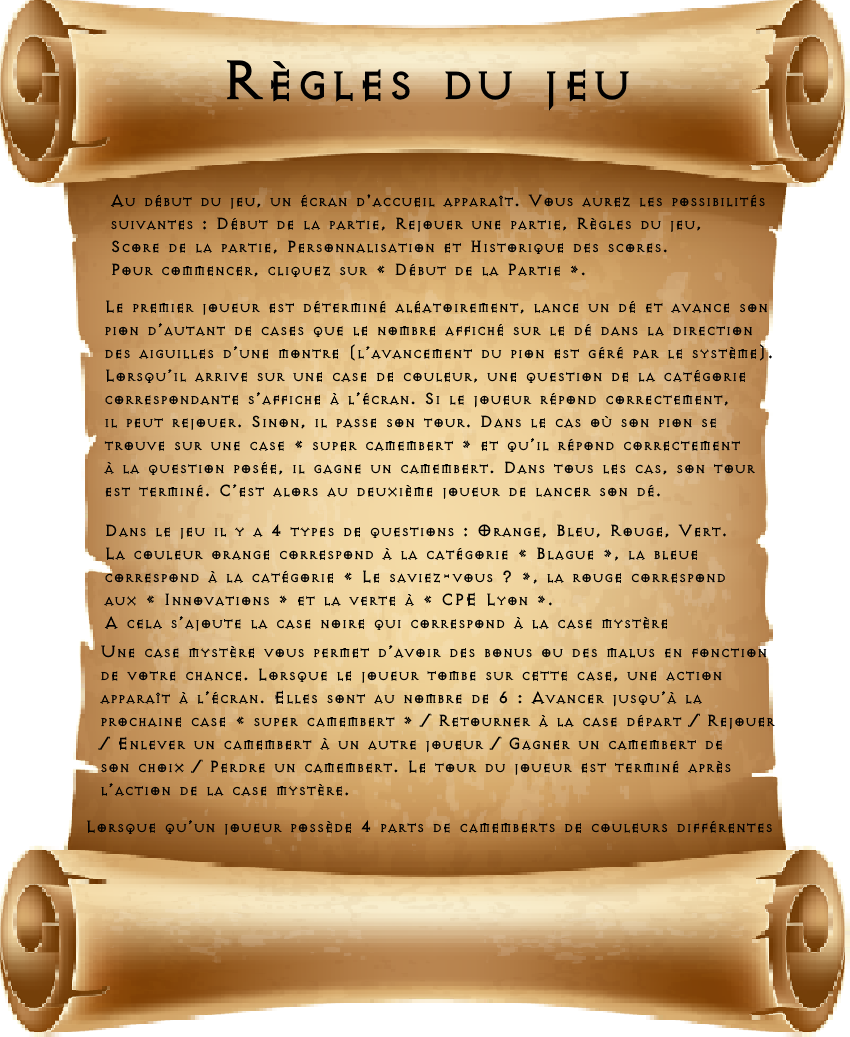 Règles du jeu
Au début du jeu, un écran d'accueil apparaît. Vous aurez les possibilités
suivantes : Début de la partie, Rejouer une partie, Règles du jeu,
Score de la partie, Personnalisation et Historique des scores.
Pour commencer, cliquez sur « Début de la Partie ».
Le premier joueur est déterminé aléatoirement, lance un dé et avance son
pion d'autant de cases que le nombre affiché sur le dé dans la direction
des aiguilles d'une montre (l'avancement du pion est géré par le système).
Lorsqu'il arrive sur une case de couleur, une question de la catégorie
correspondante s'affiche à l'écran. Si le joueur répond correctement,
il peut rejouer. Sinon, il passe son tour. Dans le cas où son pion se
trouve sur une case « super camembert » et qu'il répond correctement
à la question posée, il gagne un camembert. Dans tous les cas, son tour
est terminé. C'est alors au deuxième joueur de lancer son dé.
Dans le jeu il y a 4 types de questions : Orange, Bleu, Rouge, Vert.
La couleur orange correspond à la catégorie « Blague », la bleue
correspond à la catégorie « Le saviez-vous ? », la rouge correspond
aux « Innovations » et la verte à « CPE Lyon ».
A cela s'ajoute la case noire qui correspond à la case mystère
Une case mystère vous permet d'avoir des bonus ou des malus en fonction
de votre chance. Lorsque le joueur tombe sur cette case, une action
apparaît à l'écran. Elles sont au nombre de 6 : Avancer jusqu'à la
prochaine case « super camembert » / Retourner à la case départ / Rejouer
/ Enlever un camembert à un autre joueur / Gagner un camembert de
son choix / Perdre un camembert. Le tour du joueur est terminé après
l'action de la case mystère.
Lorsque qu'un joueur possède 4 parts de camemberts de couleurs différentes